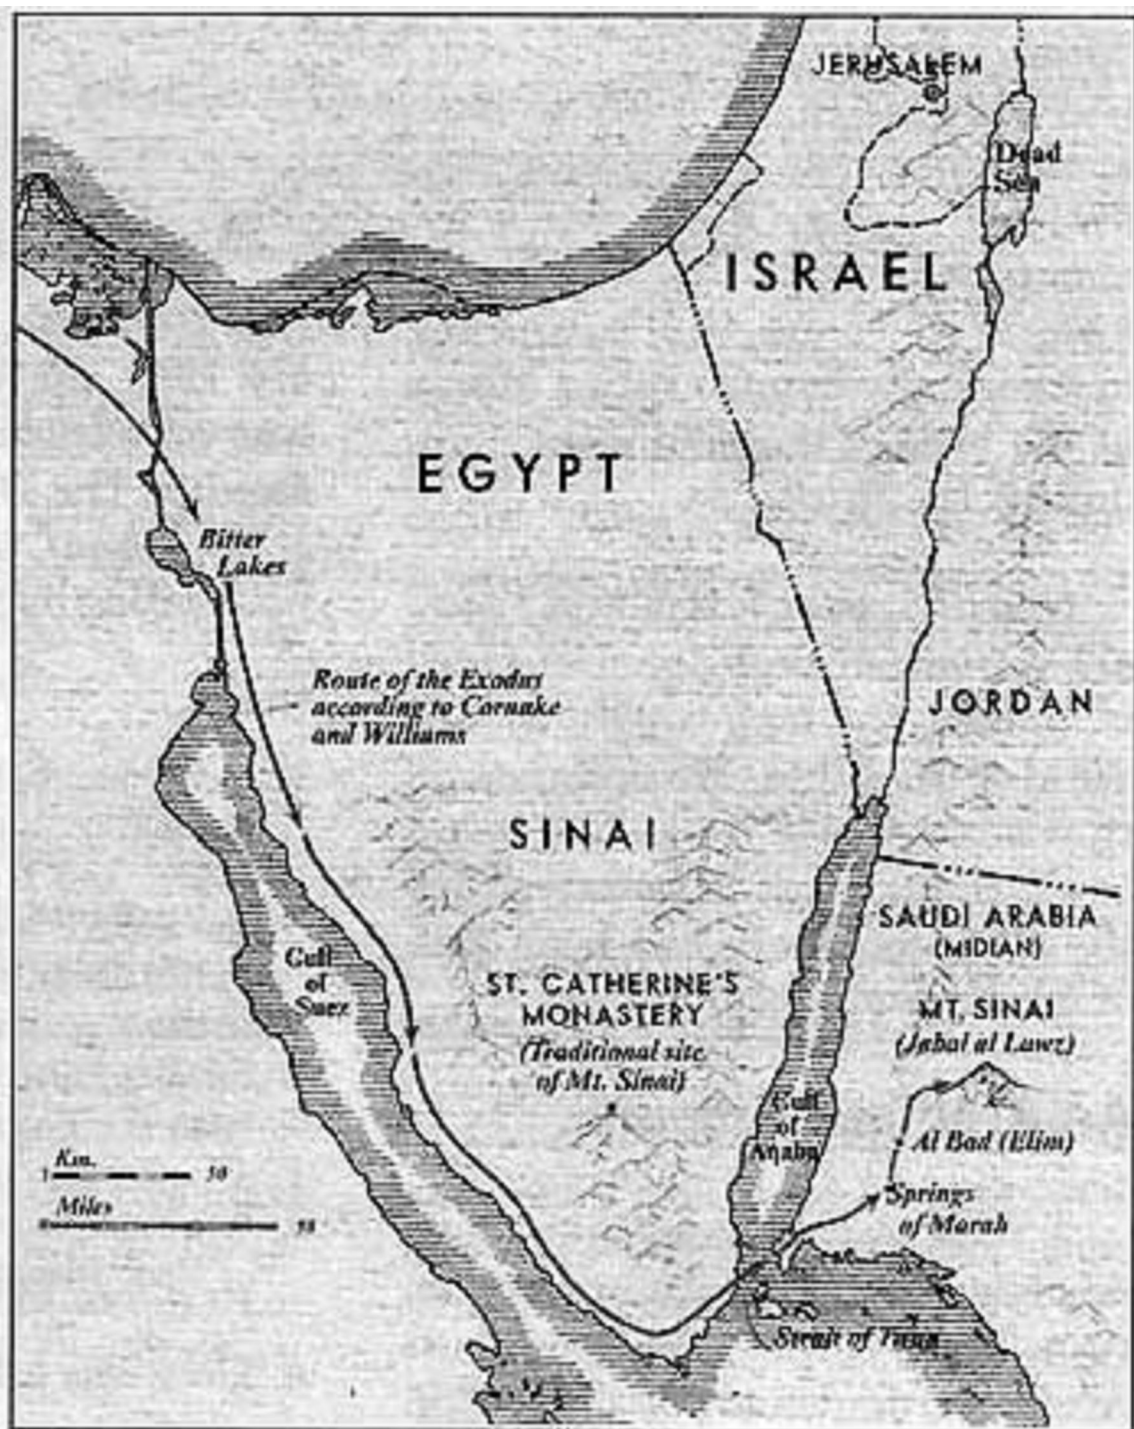 JERUSALEM
Dead
Sea
ISRAEL
EGYPT
Bitter
Lakes
Route of the Exodus
according to Cornuke
and Williams
JORDAN
SINAI
SAUDI ARABIA
(MIDIAN)
Gulf
of
Suez
ST. CATHERINE'S
MONASTERY
(Traditional site
of Mt. Sinai)
MT. SINAI
(Jabal al Lawz)
Gulf
of
Aqaba
Al Bad (Elim)
Km.
1 50
Miles
Springs
of Marah
Strait of Tiran